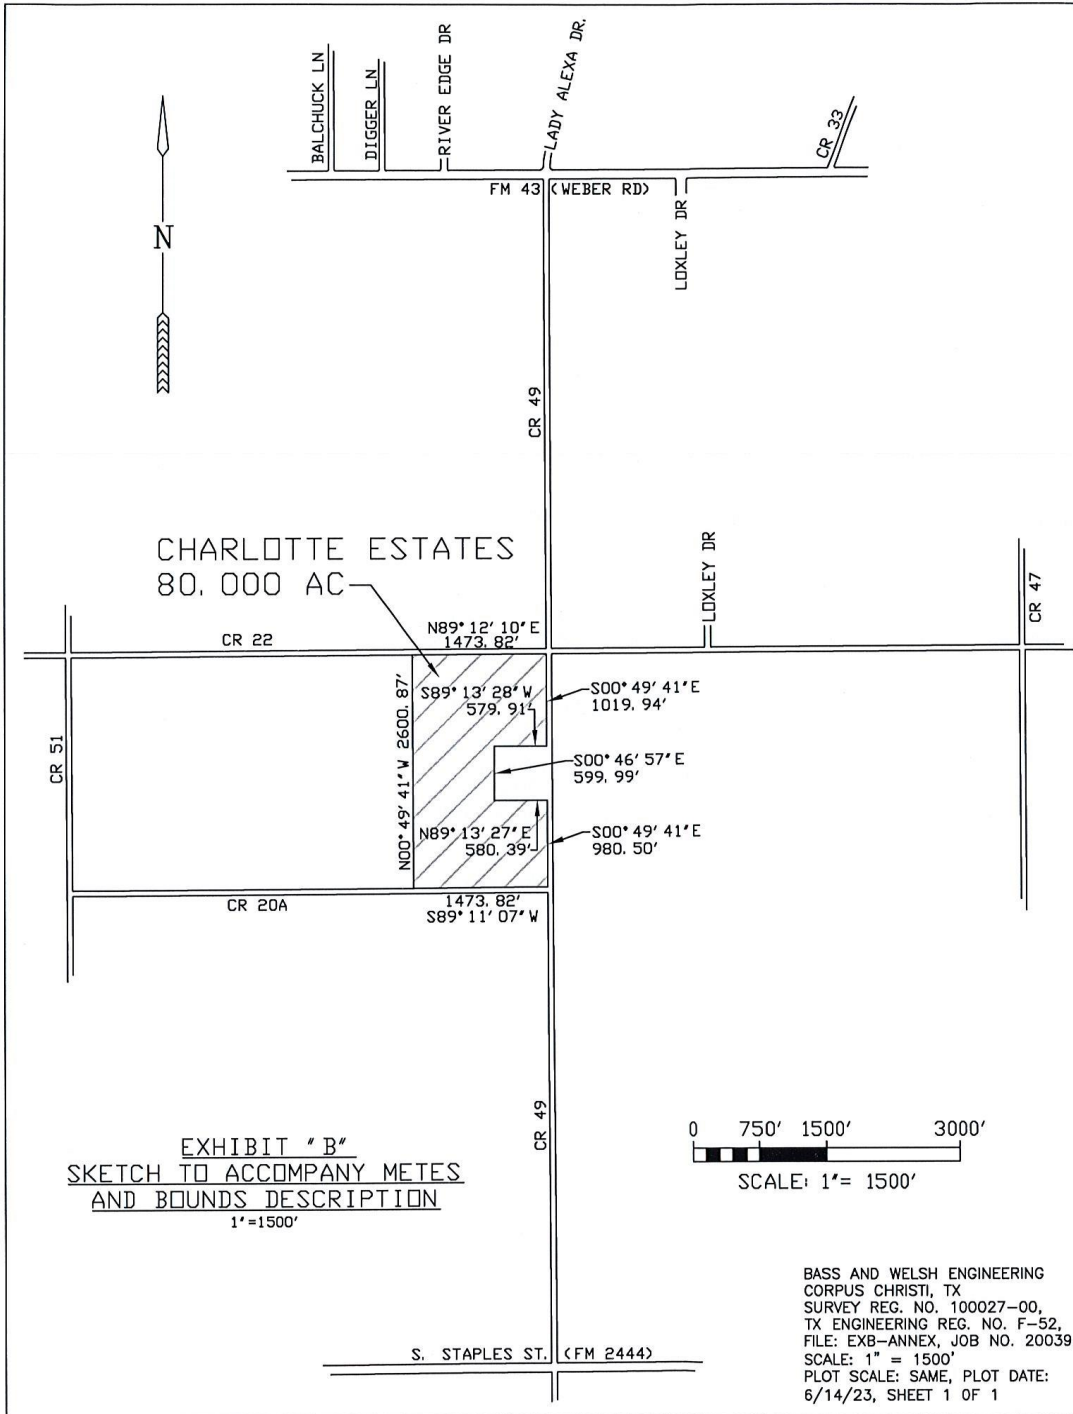 BALCHUCK LN
DIGGER LN
RIVER EDGE DR
LADY ALEXA DR.
CR 33
FM 43 (WEBER RD)
LOXLEY DR
N
CR 49
CHARLOTTE ESTATES
80.000 AC
LOXLEY DR
CR 47
CR 22
N89°12'10"E
1473.82'
S89°13'28"W
579.91'
S00°49'41"E
1019.94'
CR 51
N00°49'41"W 2600.87'
S00°46'57"E
599.99'
N89°13'27"E
580.39'
S00°49'41"E
980.50'
CR 20A
1473.82'
S89°11'07"W
CR 49
EXHIBIT "B"
SKETCH TO ACCOMPANY METES
AND BOUNDS DESCRIPTION
1"=1500'
0 750' 1500' 3000'
SCALE: 1"= 1500'
S. STAPLES ST. (FM 2444)
BASS AND WELSH ENGINEERING
CORPUS CHRISTI, TX
SURVEY REG. NO. 100027-00,
TX ENGINEERING REG. NO. F-52,
FILE: EXB-ANNEX, JOB NO. 20039
SCALE: 1" = 1500'
PLOT SCALE: SAME, PLOT DATE:
6/14/23, SHEET 1 OF 1